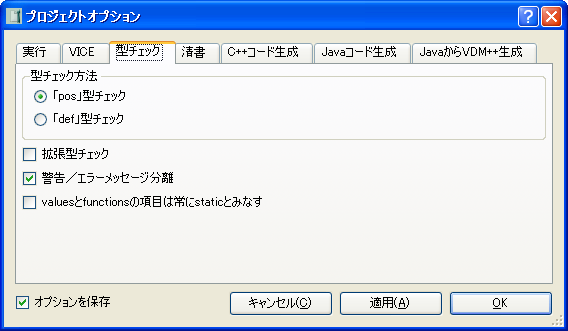 プロジェクトオプション
実行 VICE 型チェック 清書 C++コード生成 Javaコード生成 JavaからVDM++生成
型チェック方法
「pos」型チェック
「def」型チェック
拡張型チェック
警告／エラーメッセージ分離
valuesとfunctionsの項目は常にstaticとみなす
オプションを保存 キャンセル(C) 適用(A) OK